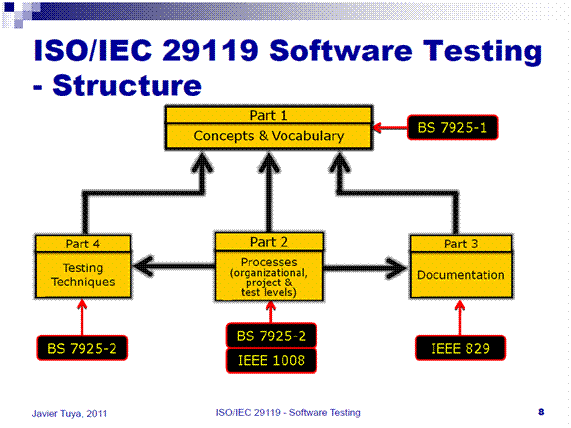 ISO/IEC 29119 Software Testing
- Structure
Part 1
Concepts & Vocabulary
BS 7925-1
Part 4
Testing
Techniques
Part 2
Processes
(organizational,
project &
test levels)
Part 3
Documentation
BS 7925-2
BS 7925-2
IEEE 1008
IEEE 829
Javier Tuya, 2011
ISO/IEC 29119 - Software Testing
8